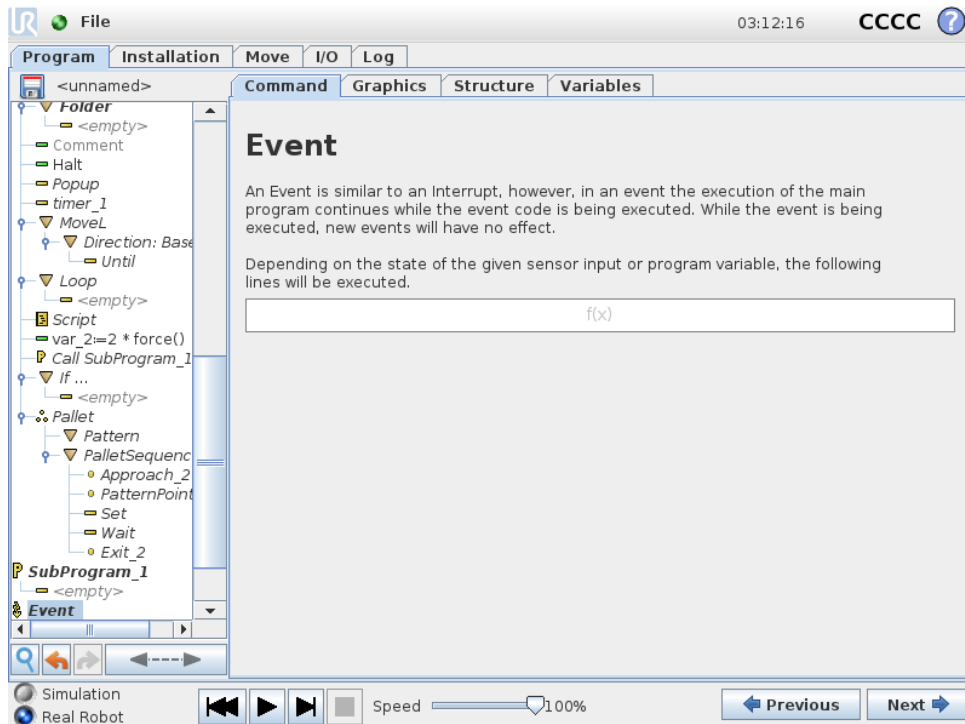 UR File 03:12:16 CCCC ?
Program Installation Move I/O Log
<unnamed> Command Graphics Structure Variables
Folder
<empty>
Comment
Halt
Popup
timer_1
MoveL
Direction: Base
Until
Loop
<empty>
Script
var_2:=2 * force()
Call SubProgram_1
If ...
<empty>
Pallet
Pattern
PalletSequenc
Approach_2
PatternPoint
Set
Wait
Exit_2
SubProgram_1
<empty>
Event
Event
An Event is similar to an Interrupt, however, in an event the execution of the main
program continues while the event code is being executed. While the event is being
executed, new events will have no effect.
Depending on the state of the given sensor input or program variable, the following
lines will be executed.
f(x)
Simulation
Real Robot
Speed 100%
Previous Next